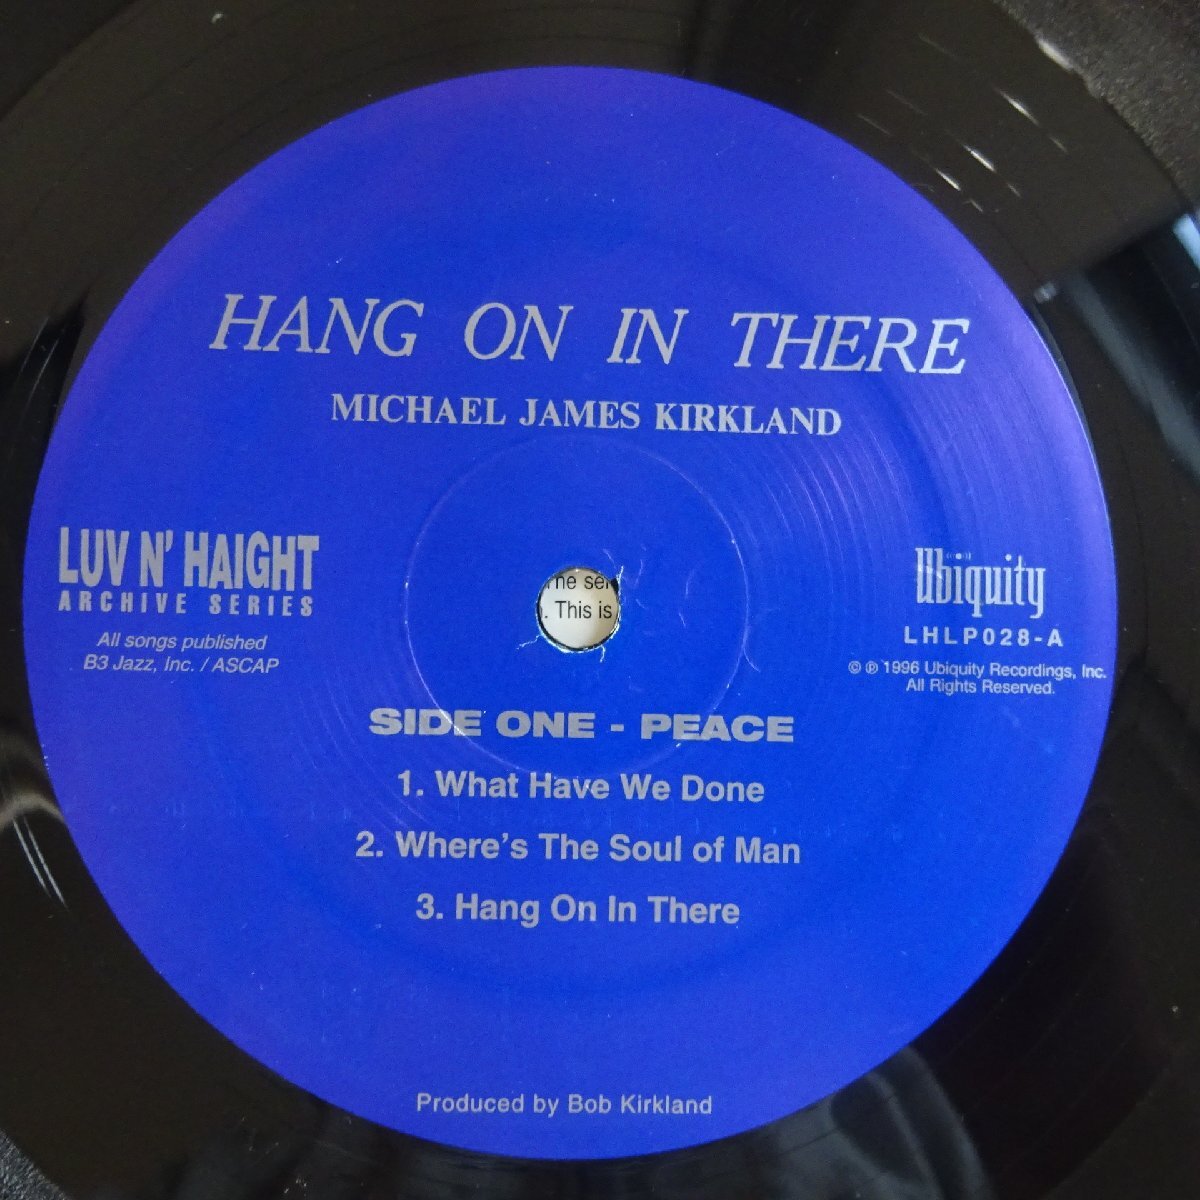 HANG ON IN THERE
MICHAEL JAMES KIRKLAND
LUV N' HAIGHT
ARCHIVE SERIES
All songs published
B3 Jazz, Inc. / ASCAP
Ubiquity
LHLP028-A
© ℗ 1996 Ubiquity Recordings, Inc.
All Rights Reserved.
. This is
SIDE ONE - PEACE
1. What Have We Done
2. Where's The Soul of Man
3. Hang On In There
Produced by Bob Kirkland